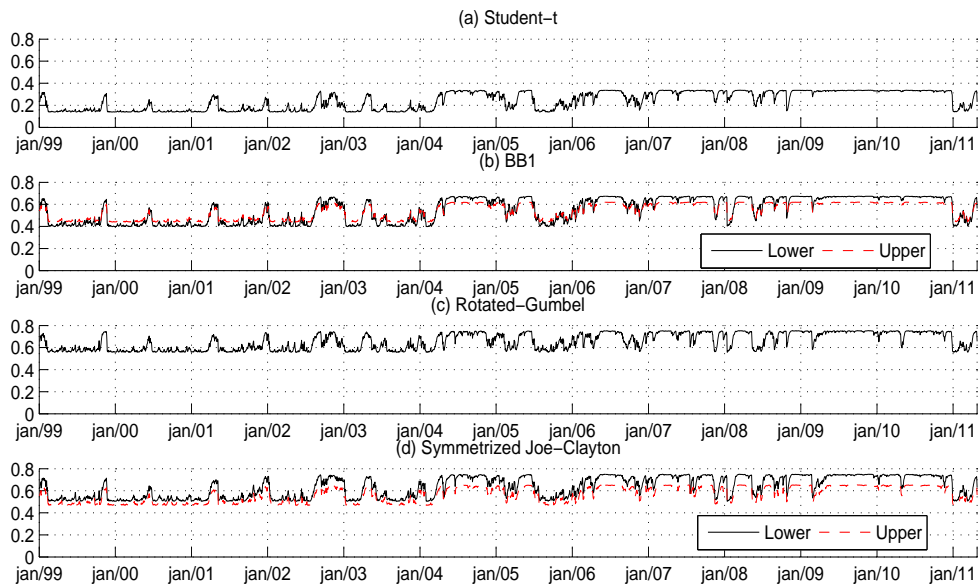 (a) Student−t
0.8
0.6
0.4
0.2
0
jan/99 jan/00 jan/01 jan/02 jan/03 jan/04 jan/05 jan/06 jan/07 jan/08 jan/09 jan/10 jan/11
(b) BB1
0.8
0.6
0.4
0.2
0
Lower Upper
jan/99 jan/00 jan/01 jan/02 jan/03 jan/04 jan/05 jan/06 jan/07 jan/08 jan/09 jan/10 jan/11
(c) Rotated−Gumbel
0.8
0.6
0.4
0.2
0
jan/99 jan/00 jan/01 jan/02 jan/03 jan/04 jan/05 jan/06 jan/07 jan/08 jan/09 jan/10 jan/11
(d) Symmetrized Joe−Clayton
0.8
0.6
0.4
0.2
0
Lower Upper
jan/99 jan/00 jan/01 jan/02 jan/03 jan/04 jan/05 jan/06 jan/07 jan/08 jan/09 jan/10 jan/11